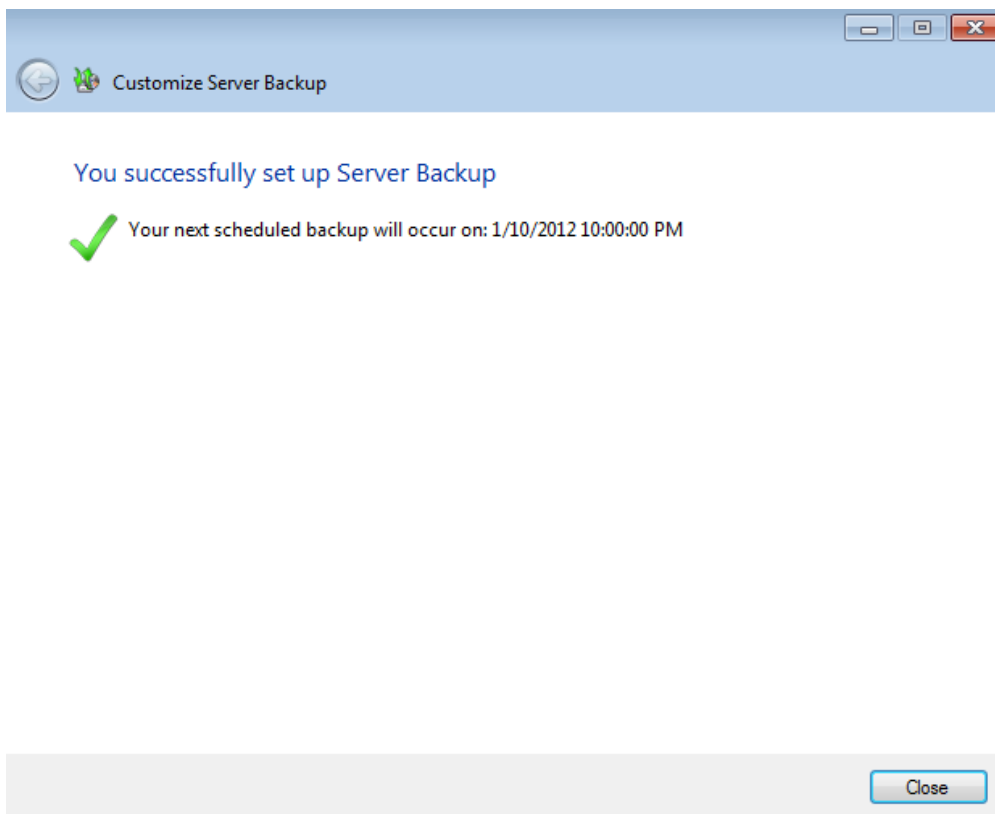 Customize Server Backup
You successfully set up Server Backup
Your next scheduled backup will occur on: 1/10/2012 10:00:00 PM
Close